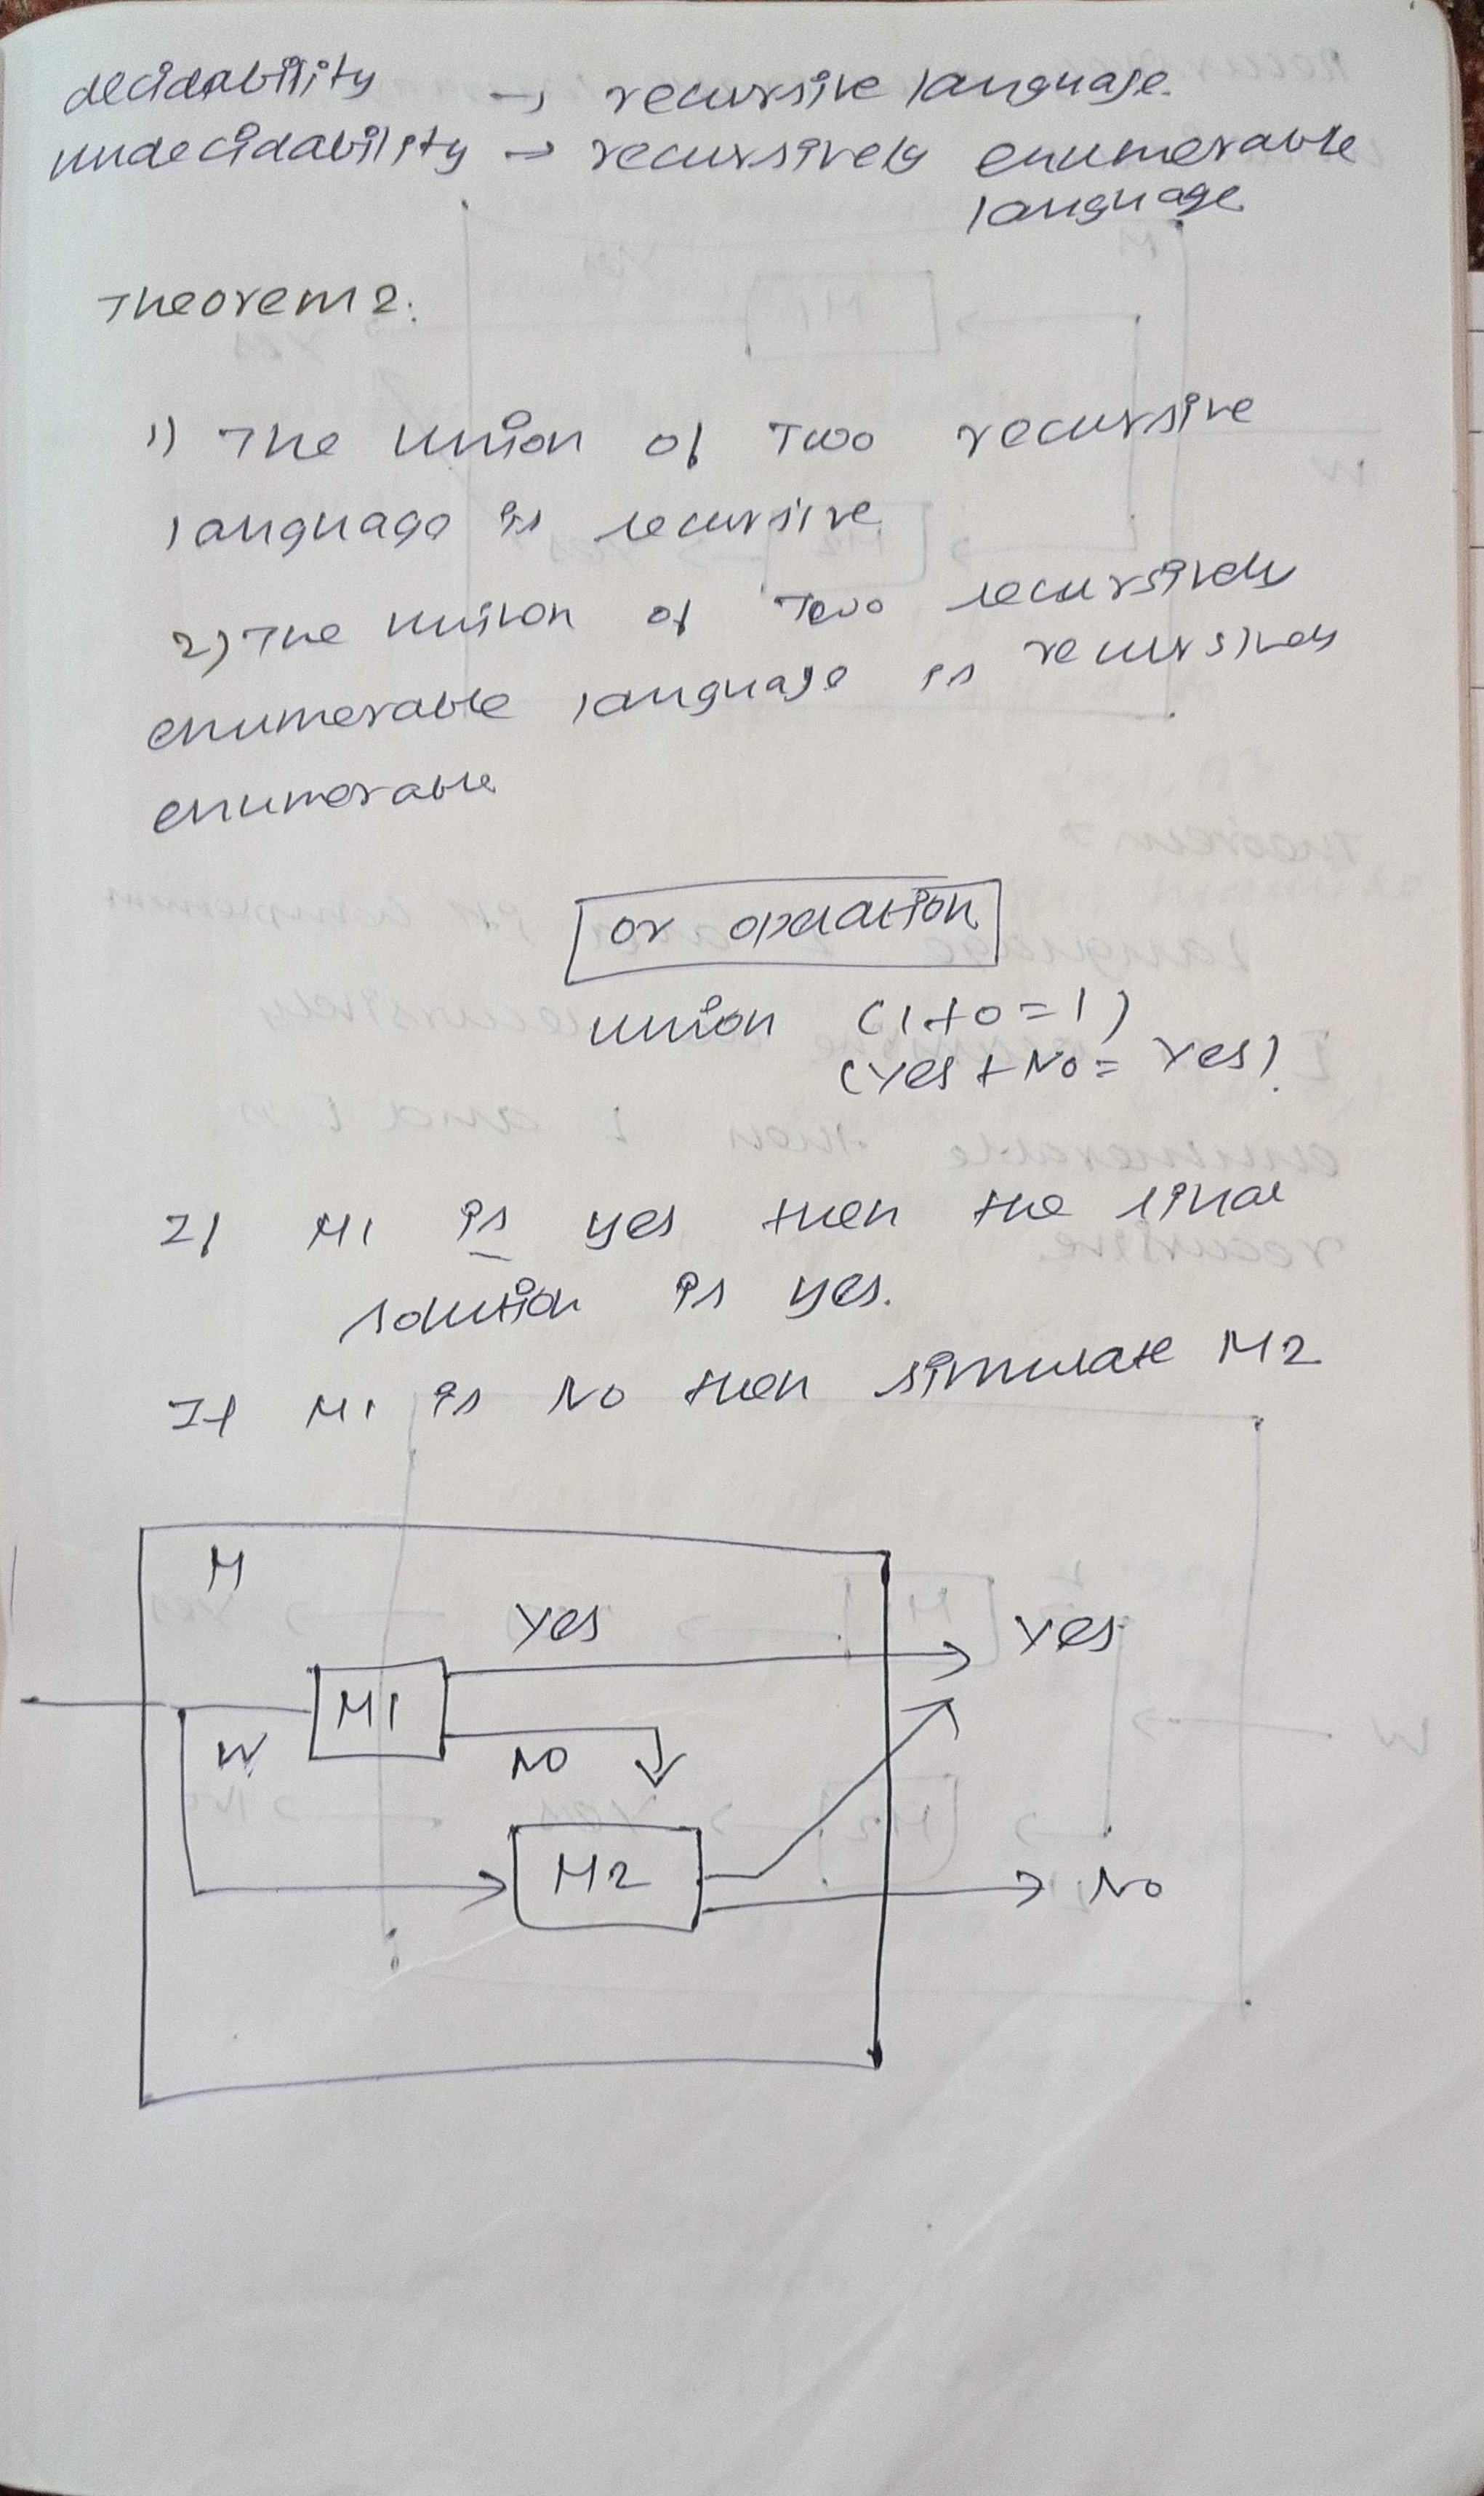 decidability → recursive language.
undecidability → recursively enumerable
language
Theorem 2:
1) The union of Two recursive
language is recursive
2) The union of Two recursively
enumerable language is recursively
enumerable
or operation
union (1+0=1)
(Yes + No = Yes).
If M1 is yes then the final
solution is yes.
If M1 is No then simulate M2
M
Yes
Yes
M1
W
No
M2
No